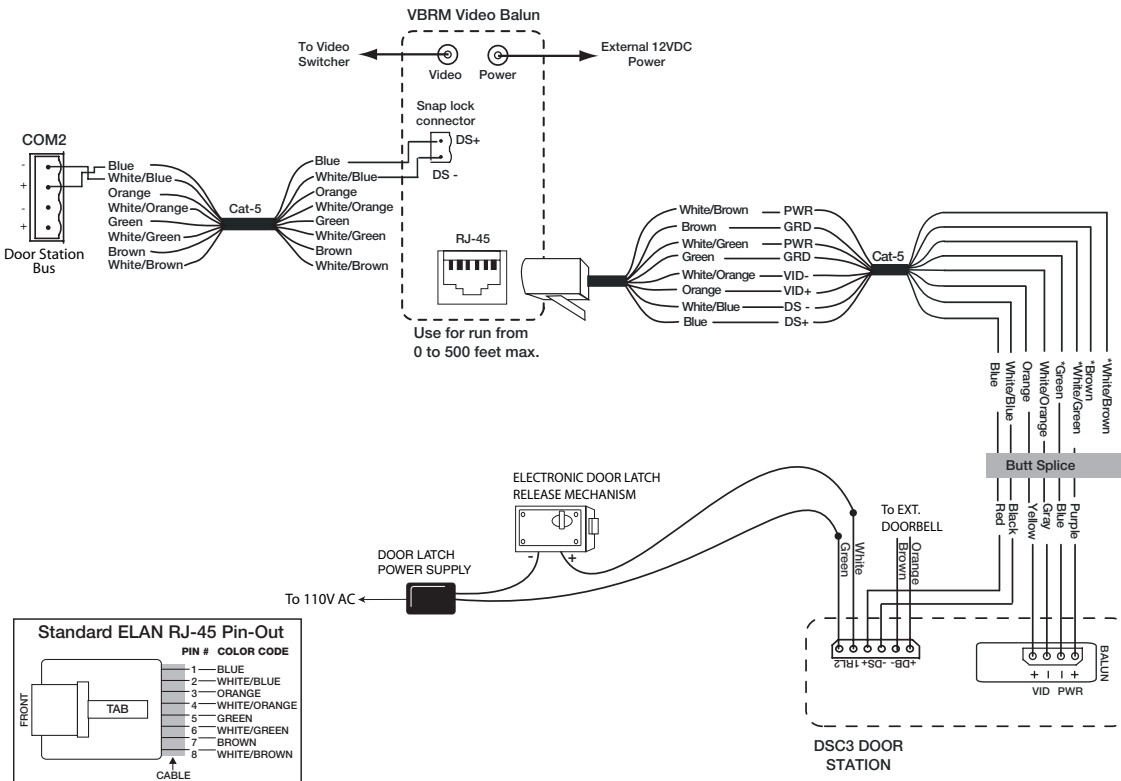 VBRM Video Balun
To Video
Switcher
External 12VDC
Power
Video
Power
Snap lock
connector
DS+
DS -
COM2
-
+
-
+
Door Station
Bus
Blue
White/Blue
Orange
White/Orange
Green
White/Green
Brown
White/Brown
Cat-5
Blue
White/Blue
Orange
White/Orange
Green
White/Green
Brown
White/Brown
RJ-45
Use for run from
0 to 500 feet max.
White/Brown PWR
Brown GRD
White/Green PWR
Green GRD
White/Orange VID-
Orange VID+
White/Blue DS -
Blue DS+
Cat-5
Blue
White/Blue
Orange
White/Orange
*Green
*White/Green
*Brown
*White/Brown
Butt Splice
Red
Black
Yellow
Gray
Blue
Purple
ELECTRONIC DOOR LATCH
RELEASE MECHANISM
-
+
DOOR LATCH
POWER SUPPLY
To 110V AC
To EXT.
DOORBELL
Green
White
Brown
Orange
+DB- -DS+ 1RL2
+ - - +
VID PWR
BALUN
DSC3 DOOR
STATION
Standard ELAN RJ-45 Pin-Out
PIN # COLOR CODE
1 BLUE
2 WHITE/BLUE
3 ORANGE
4 WHITE/ORANGE
5 GREEN
6 WHITE/GREEN
7 BROWN
8 WHITE/BROWN
FRONT
TAB
CABLE